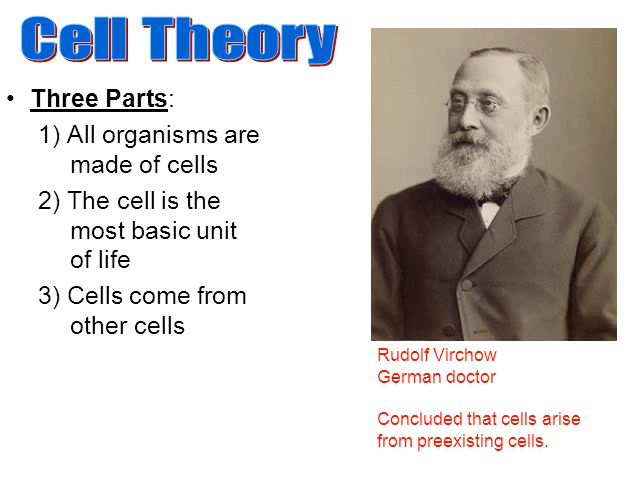 Cell Theory
• Three Parts:
1) All organisms are
made of cells
2) The cell is the
most basic unit
of life
3) Cells come from
other cells
Rudolf Virchow
German doctor
Concluded that cells arise
from preexisting cells.